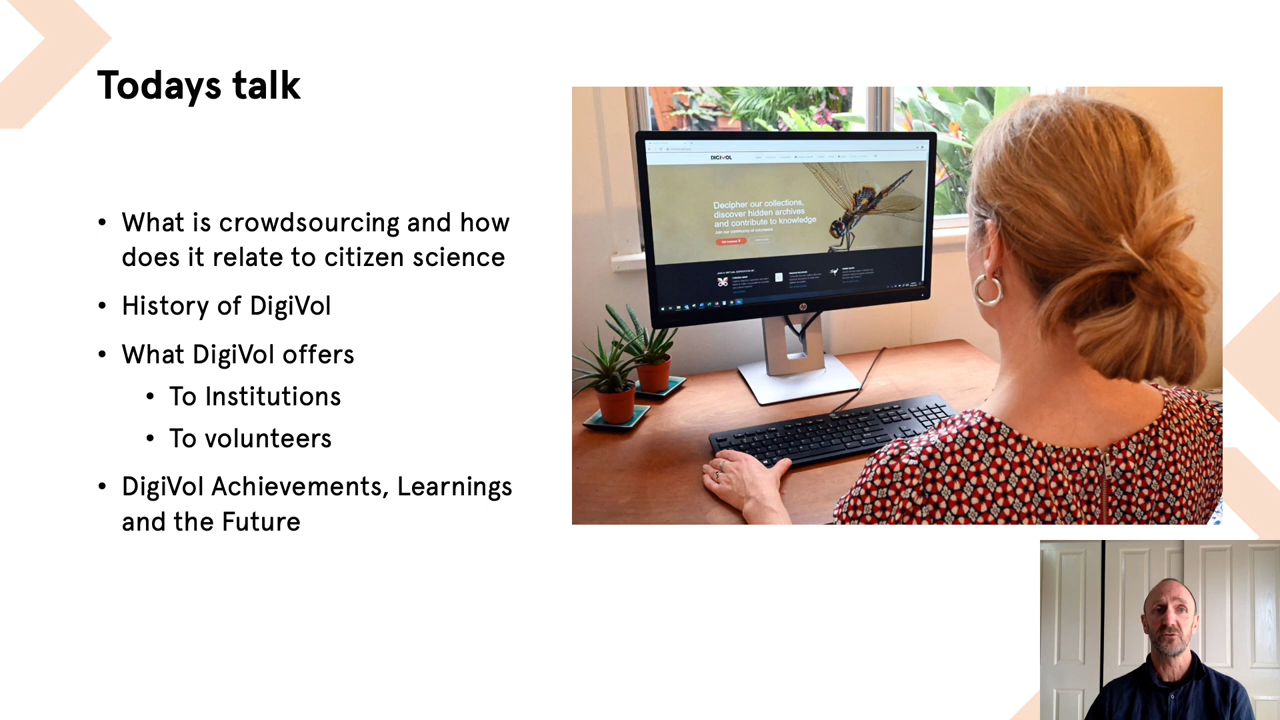 Todays talk
• What is crowdsourcing and how
does it relate to citizen science
• History of DigiVol
• What DigiVol offers
• To Institutions
• To volunteers
• DigiVol Achievements, Learnings
and the Future
DIGIVOL
Decipher our collections,
discover hidden archives
and contribute to knowledge